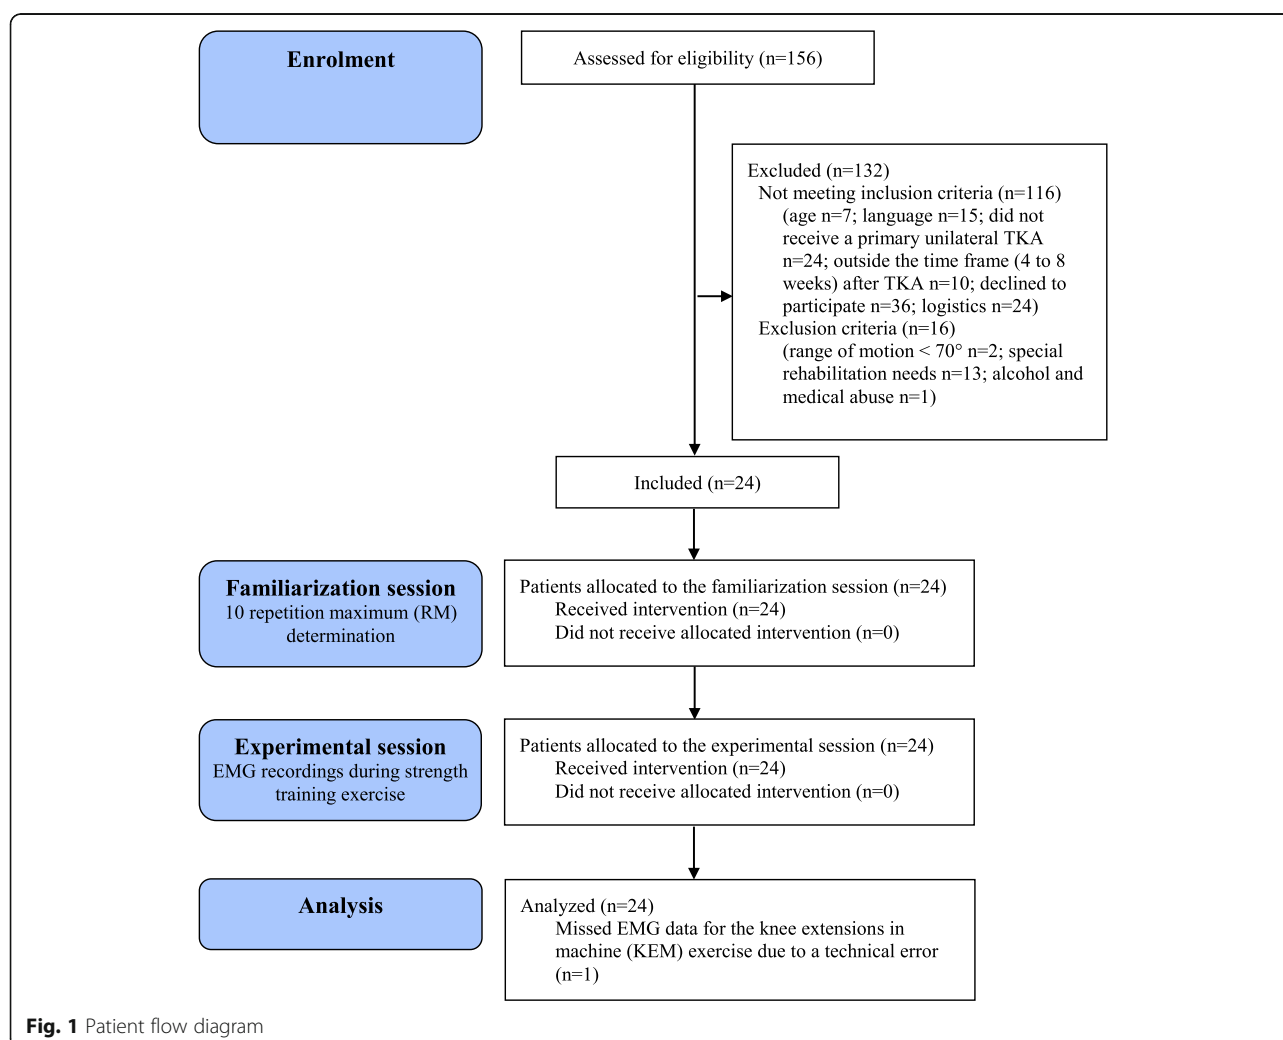 Enrolment
Assessed for eligibility (n=156)
Excluded (n=132)
Not meeting inclusion criteria (n=116)
(age n=7; language n=15; did not
receive a primary unilateral TKA
n=24; outside the time frame (4 to 8
weeks) after TKA n=10; declined to
participate n=36; logistics n=24)
Exclusion criteria (n=16)
(range of motion < 70° n=2; special
rehabilitation needs n=13; alcohol and
medical abuse n=1)
Included (n=24)
Familiarization session
10 repetition maximum (RM)
determination
Patients allocated to the familiarization session (n=24)
Received intervention (n=24)
Did not receive allocated intervention (n=0)
Experimental session
EMG recordings during strength
training exercise
Patients allocated to the experimental session (n=24)
Received intervention (n=24)
Did not receive allocated intervention (n=0)
Analysis
Analyzed (n=24)
Missed EMG data for the knee extensions in
machine (KEM) exercise due to a technical error
(n=1)
Fig. 1 Patient flow diagram